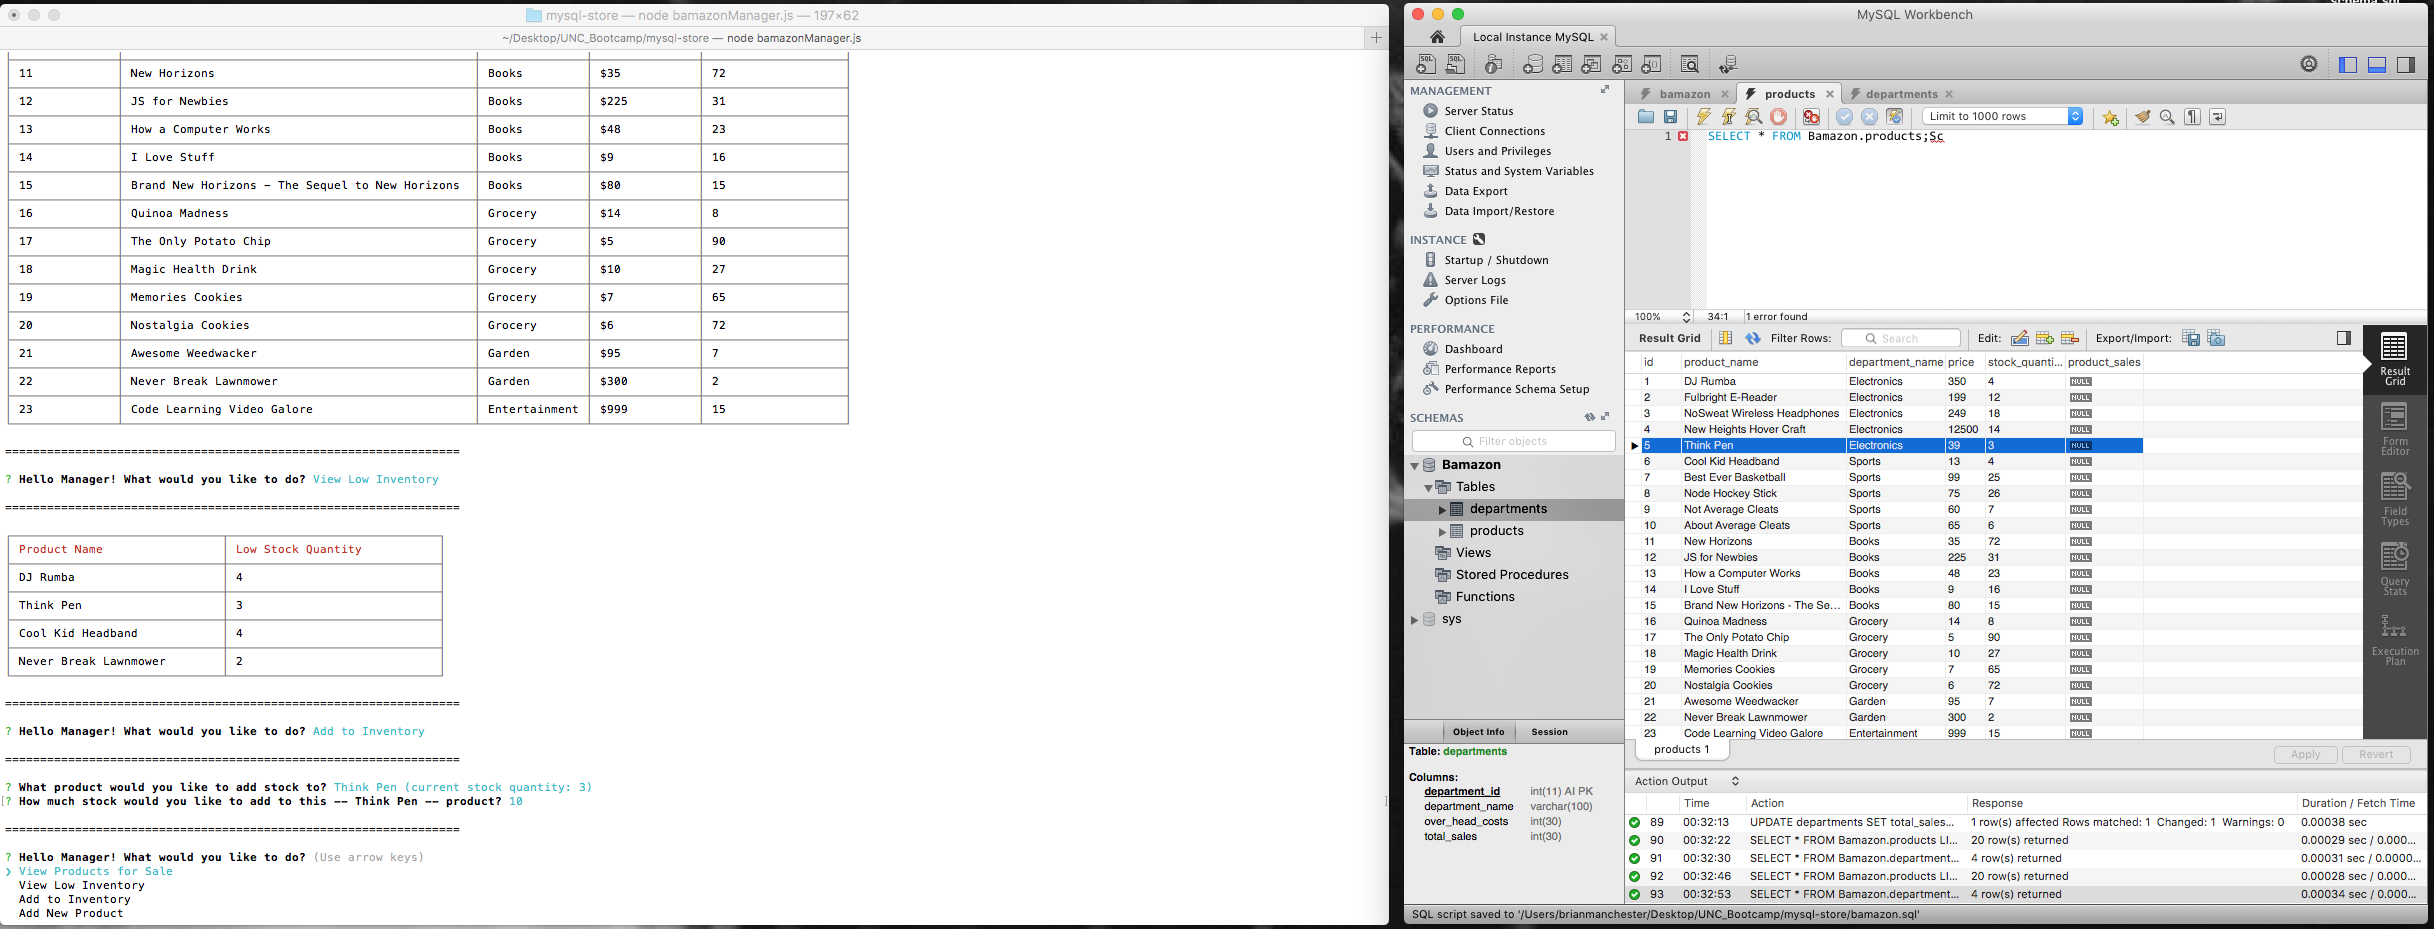 mysql-store — node bamazonManager.js — 197×62
~/Desktop/UNC_Bootcamp/mysql-store — node bamazonManager.js
11 New Horizons Books $35 72
12 JS for Newbies Books $225 31
13 How a Computer Works Books $48 23
14 I Love Stuff Books $9 16
15 Brand New Horizons - The Sequel to New Horizons Books $80 15
16 Quinoa Madness Grocery $14 8
17 The Only Potato Chip Grocery $5 90
18 Magic Health Drink Grocery $10 27
19 Memories Cookies Grocery $7 65
20 Nostalgia Cookies Grocery $6 72
21 Awesome Weedwacker Garden $95 7
22 Never Break Lawnmower Garden $300 2
23 Code Learning Video Galore Entertainment $999 15
=================================================================
? Hello Manager! What would you like to do? View Low Inventory
=================================================================
Product Name Low Stock Quantity
DJ Rumba 4
Think Pen 3
Cool Kid Headband 4
Never Break Lawnmower 2
=================================================================
? Hello Manager! What would you like to do? Add to Inventory
=================================================================
? What product would you like to add stock to? Think Pen (current stock quantity: 3)
[? How much stock would you like to add to this -- Think Pen -- product? 10 ]
=================================================================
? Hello Manager! What would you like to do? (Use arrow keys)
❯ View Products for Sale
View Low Inventory
Add to Inventory
Add New Product
MySQL Workbench
Local Instance MySQL
MANAGEMENT
Server Status
Client Connections
Users and Privileges
Status and System Variables
Data Export
Data Import/Restore
INSTANCE
Startup / Shutdown
Server Logs
Options File
PERFORMANCE
Dashboard
Performance Reports
Performance Schema Setup
SCHEMAS
Filter objects
Bamazon
Tables
departments
products
Views
Stored Procedures
Functions
sys
Object Info Session
Table: departments
Columns:
department_id int(11) AI PK
department_name varchar(100)
over_head_costs int(30)
total_sales int(30)
bamazon products departments
Limit to 1000 rows
1 SELECT * FROM Bamazon.products;Sc
100% 34:1 1 error found
Result Grid Filter Rows: Search Edit: Export/Import:
id product_name department_name price stock_quanti... product_sales
1 DJ Rumba Electronics 350 4 NULL
2 Fulbright E-Reader Electronics 199 12 NULL
3 NoSweat Wireless Headphones Electronics 249 18 NULL
4 New Heights Hover Craft Electronics 12500 14 NULL
5 Think Pen Electronics 39 3 NULL
6 Cool Kid Headband Sports 13 4 NULL
7 Best Ever Basketball Sports 99 25 NULL
8 Node Hockey Stick Sports 75 26 NULL
9 Not Average Cleats Sports 60 7 NULL
10 About Average Cleats Sports 65 6 NULL
11 New Horizons Books 35 72 NULL
12 JS for Newbies Books 225 31 NULL
13 How a Computer Works Books 48 23 NULL
14 I Love Stuff Books 9 16 NULL
15 Brand New Horizons - The Se... Books 80 15 NULL
16 Quinoa Madness Grocery 14 8 NULL
17 The Only Potato Chip Grocery 5 90 NULL
18 Magic Health Drink Grocery 10 27 NULL
19 Memories Cookies Grocery 7 65 NULL
20 Nostalgia Cookies Grocery 6 72 NULL
21 Awesome Weedwacker Garden 95 7 NULL
22 Never Break Lawnmower Garden 300 2 NULL
23 Code Learning Video Galore Entertainment 999 15 NULL
Result
Grid
Form
Editor
Field
Types
Query
Stats
Execution
Plan
products 1 Apply Revert
Action Output
Time Action Response Duration / Fetch Time
89 00:32:13 UPDATE departments SET total_sales... 1 row(s) affected Rows matched: 1 Changed: 1 Warnings: 0 0.00038 sec
90 00:32:22 SELECT * FROM Bamazon.products LI... 20 row(s) returned 0.00029 sec / 0.000...
91 00:32:30 SELECT * FROM Bamazon.department... 4 row(s) returned 0.00031 sec / 0.0000...
92 00:32:46 SELECT * FROM Bamazon.products LI... 20 row(s) returned 0.00028 sec / 0.000...
93 00:32:53 SELECT * FROM Bamazon.department... 4 row(s) returned 0.00034 sec / 0.000...
SQL script saved to '/Users/brianmanchester/Desktop/UNC_Bootcamp/mysql-store/bamazon.sql'